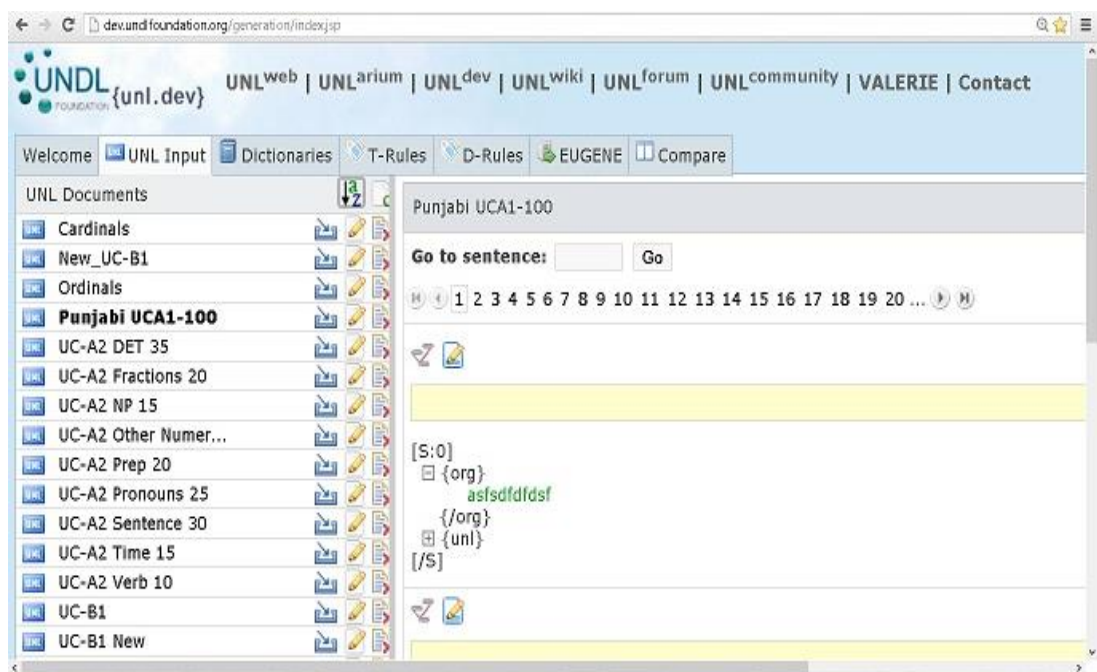 dev.undlfoundation.org/generation/index.jsp
UNDL FOUNDATION {unl.dev}
UNLweb | UNLarium | UNLdev | UNLwiki | UNLforum | UNLcommunity | VALERIE | Contact
Welcome UNL Input Dictionaries T-Rules D-Rules EUGENE Compare
UNL Documents
Cardinals
New_UC-B1
Ordinals
Punjabi UCA1-100
UC-A2 DET 35
UC-A2 Fractions 20
UC-A2 NP 15
UC-A2 Other Numer...
UC-A2 Prep 20
UC-A2 Pronouns 25
UC-A2 Sentence 30
UC-A2 Time 15
UC-A2 Verb 10
UC-B1
UC-B1 New
Punjabi UCA1-100
Go to sentence: Go
1 2 3 4 5 6 7 8 9 10 11 12 13 14 15 16 17 18 19 20 ...
[S:0]
{org}
asfsdfdfdsf
{/org}
{unl}
[/S]